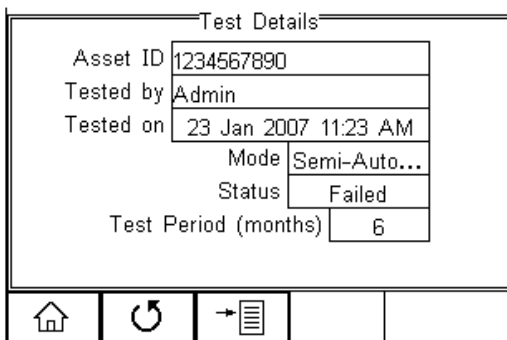 Test Details
Asset ID 1234567890
Tested by Admin
Tested on 23 Jan 2007 11:23 AM
Mode Semi-Auto...
Status Failed
Test Period (months) 6